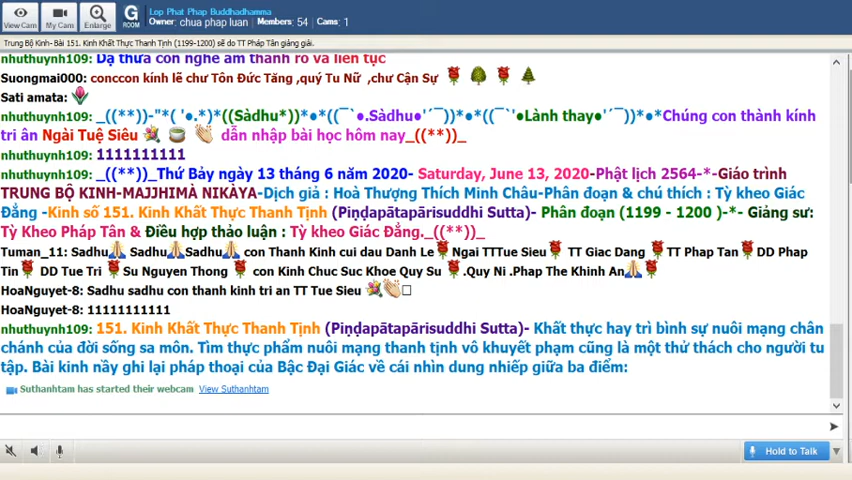 View Cam
My Cam
Enlarge
G
ROOM
Lop Phat Phap Buddhadhamma
Owner: chua phap luan Members: 54 Cams: 1
Trung Bộ Kinh- Bài 151. Kinh Khất Thực Thanh Tịnh (1199-1200) sẽ do TT Pháp Tân giảng giải.
nhuthuynh109: Dạ thưa con nghe âm thanh rõ và liên tục
Suongmai000: conccon kính lẽ chư Tôn Đức Tăng ,quý Tu Nữ ,chư Cận Sự
Sati amata:
nhuthuynh109: _((**))-"*( '•.*)*((Sàdhu*))*•*((¯`•.Sàdhu•'´¯))*•*((¯`'•Lành thay•'´¯))*•*Chúng con thành kính
tri ân Ngài Tuệ Siêu dẫn nhập bài học hôm nay_((**))_
nhuthuynh109: 1111111111
nhuthuynh109: _((**))_Thứ Bảy ngày 13 tháng 6 năm 2020- Saturday, June 13, 2020-Phật lịch 2564-*-Giáo trình
TRUNG BỘ KINH-MAJJHIMÀ NIKÀYA-Dịch giả : Hoà Thượng Thích Minh Châu-Phân đoạn & chú thích : Tỳ kheo Giác
Đẳng -Kinh số 151. Kinh Khất Thực Thanh Tịnh (Piṇḍapātapārisuddhi Sutta)- Phân đoạn (1199 - 1200 )-*- Giảng sư:
Tỳ Kheo Pháp Tân & Điều hợp thảo luận : Tỳ kheo Giác Đẳng._((**))_
Tuman_11: Sadhu Sadhu Sadhu con Thanh Kinh cui dau Danh Le Ngai TTTue Sieu TT Giac Dang TT Phap Tan DD Phap
Tin DD Tue Tri Su Nguyen Thong con Kinh Chuc Suc Khoe Quy Su .Quy Ni .Phap The Khinh An
HoaNguyet-8: Sadhu sadhu con thanh kinh tri an TT Tue Sieu
HoaNguyet-8: 11111111111
nhuthuynh109: 151. Kinh Khất Thực Thanh Tịnh (Piṇḍapātapārisuddhi Sutta)- Khất thực hay trì bình sự nuôi mạng chân
chánh của đời sống sa môn. Tìm thực phẩm nuôi mạng thanh tịnh vô khuyết phạm cũng là một thử thách cho người tu
tập. Bài kinh nầy ghi lại pháp thoại của Bậc Đại Giác về cái nhìn dung nhiếp giữa ba điểm:
Suthanhtam has started their webcam View Suthanhtam
Hold to Talk